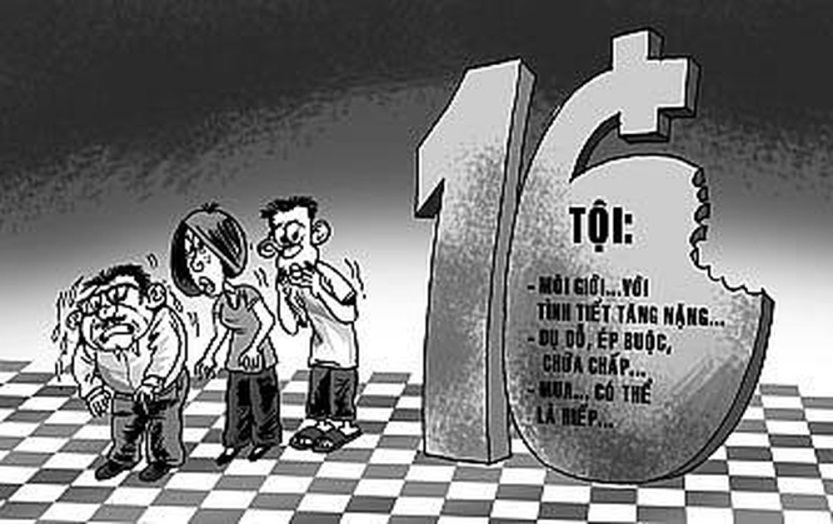 16+
TỘI:
- MÔI GIỚI...VỚI
TÌNH TIẾT TĂNG NẶNG...
- DỤ DỖ, ÉP BUỘC,
CHỨA CHẤP...
- MUA... CÓ THỂ
LÀ HIẾP...